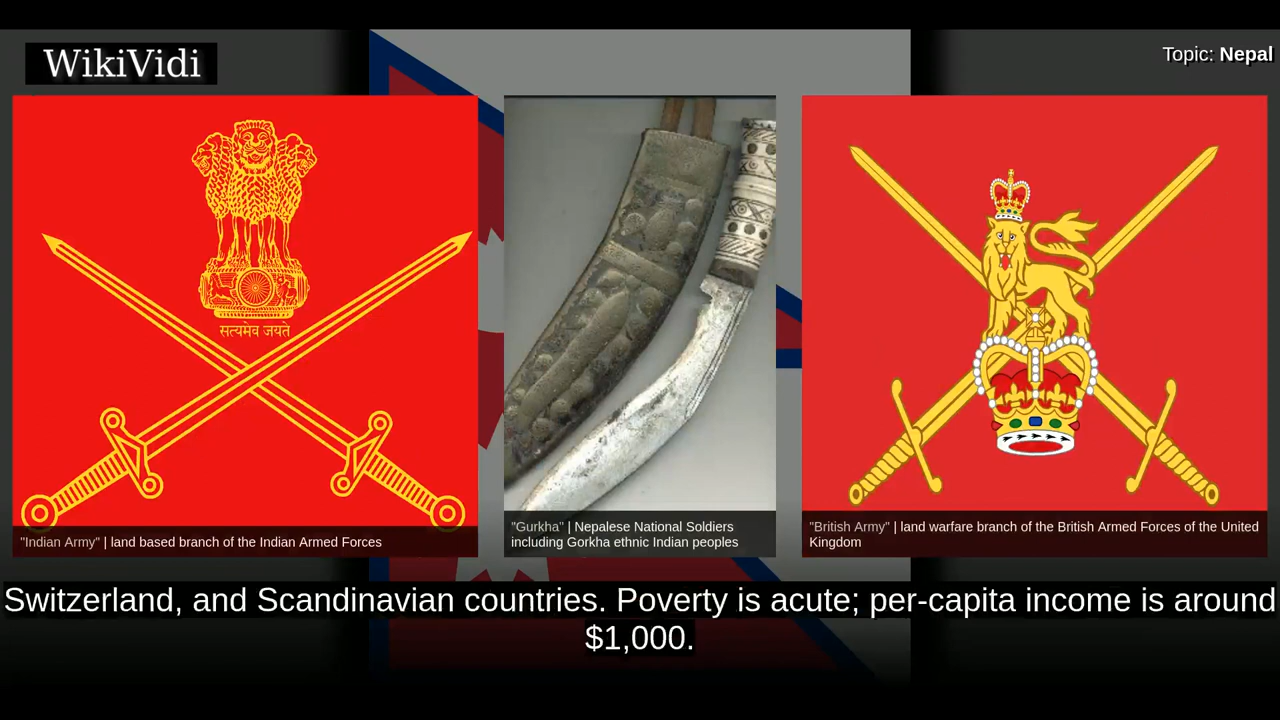 WikiVidi
Topic: Nepal
सत्यमेव जयते
"Indian Army" | land based branch of the Indian Armed Forces
"Gurkha" | Nepalese National Soldiers
including Gorkha ethnic Indian peoples
"British Army" | land warfare branch of the British Armed Forces of the United
Kingdom
Switzerland, and Scandinavian countries. Poverty is acute; per-capita income is around
$1,000.